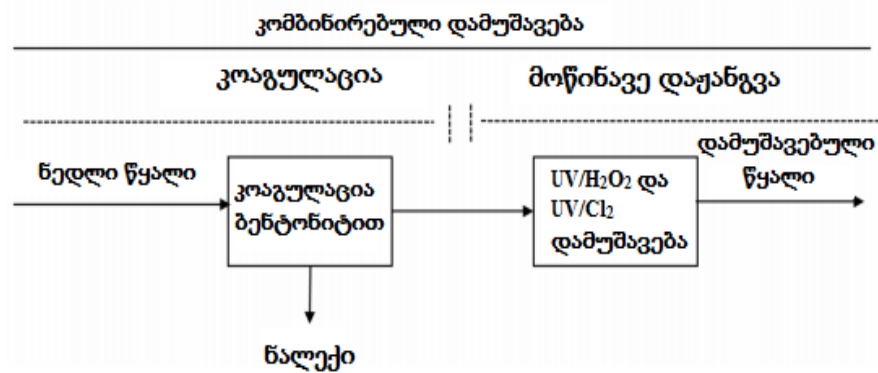 კომბინირებული დამუშავება
კოაგულაცია
მოწინავე დაჟანგვა
ნედლი წყალი
კოაგულაცია
ბენტონიტით
UV/H₂O₂ და
UV/Cl₂
დამუშავება
დამუშავებული
წყალი
ნალექი